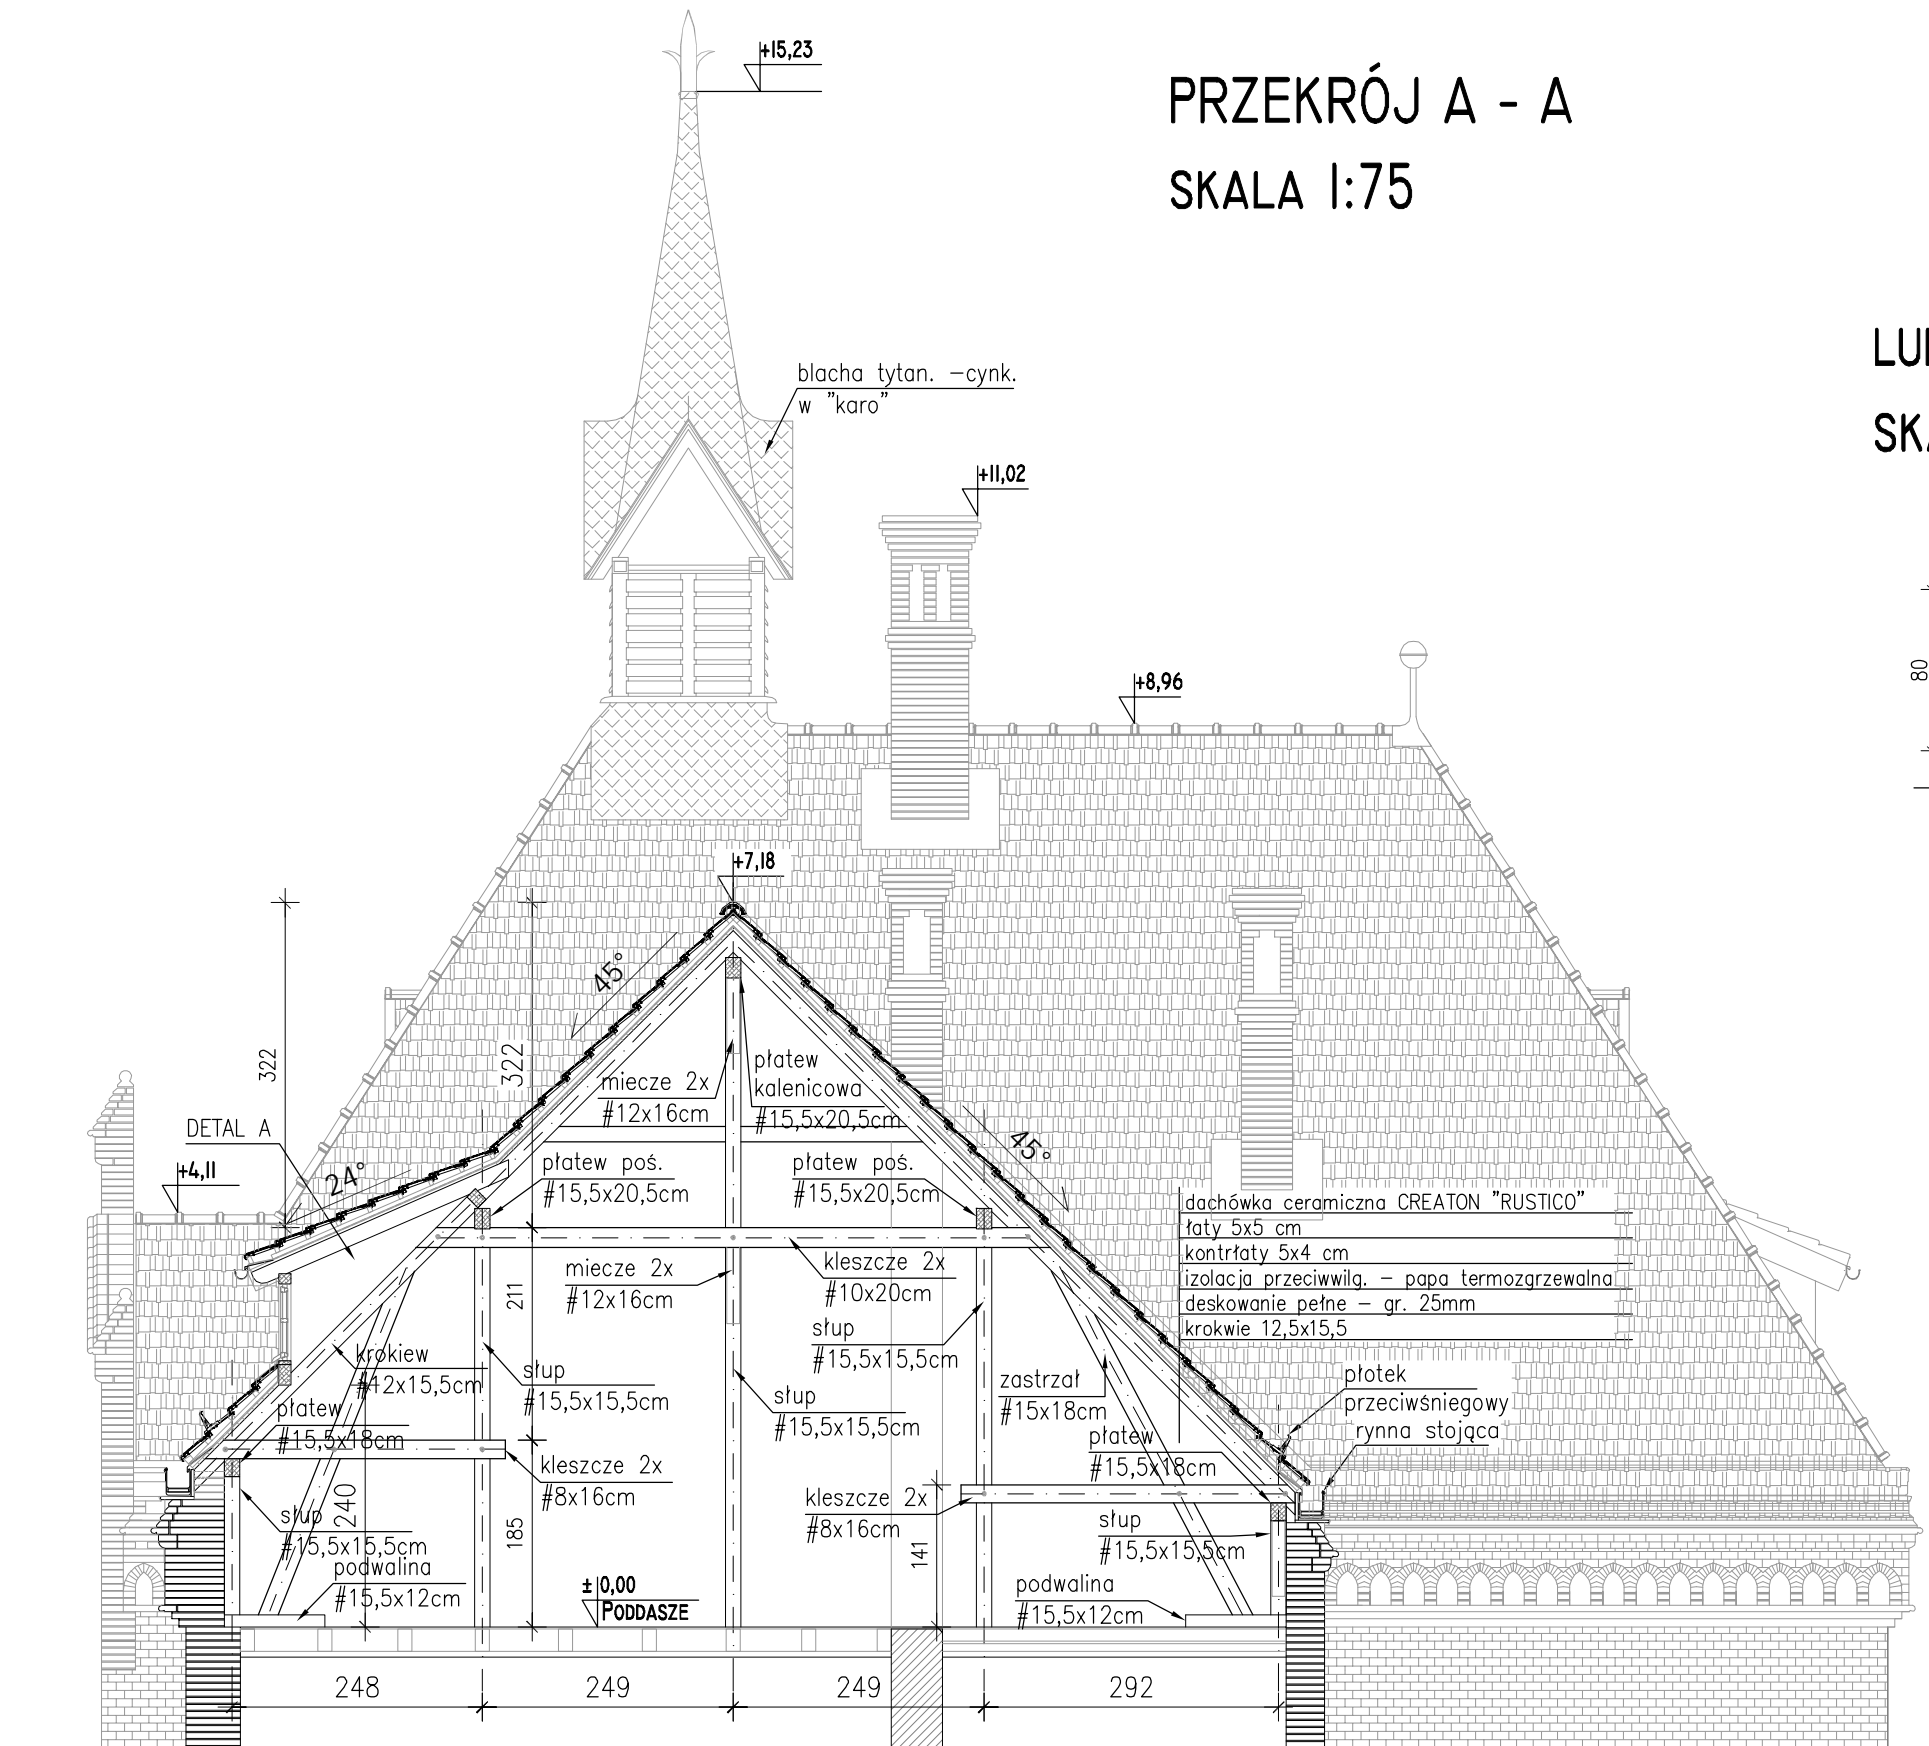 +15,23
PRZEKRÓJ A - A
SKALA 1:75
blacha tytan. -cynk.
w "karo"
SK
+11,02
80
+8,96
+7,18
45°
322
322
płatew
kalenicowa
#15,5x20,5cm
miecze 2x
#12x16cm
DETAL A
45°
+4,11
24°
płatew poś.
#15,5x20,5cm
płatew poś.
#15,5x20,5cm
dachówka ceramiczna CREATON "RUSTICO"
łaty 5x5 cm
kontrłaty 5x4 cm
izolacja przeciwwilg. - papa termozgrzewalna
deskowanie pełne - gr. 25mm
krokwie 12,5x15,5
211
miecze 2x
#12x16cm
kleszcze 2x
#10x20cm
słup
#15,5x15,5cm
krokiew
#12x15,5cm
słup
#15,5x15,5cm
słup
#15,5x15,5cm
zastrzał
#15x18cm
płotek
przeciwśniegowy
rynna stojąca
płatew
#15,5x18cm
płatew
#15,5x18cm
kleszcze 2x
#8x16cm
kleszcze 2x
#8x16cm
240
185
141
słup
#15,5x15,5cm
słup
#15,5x15,5cm
podwalina
#15,5x12cm
± 0,00
PODDASZE
podwalina
#15,5x12cm
248 249 249 292